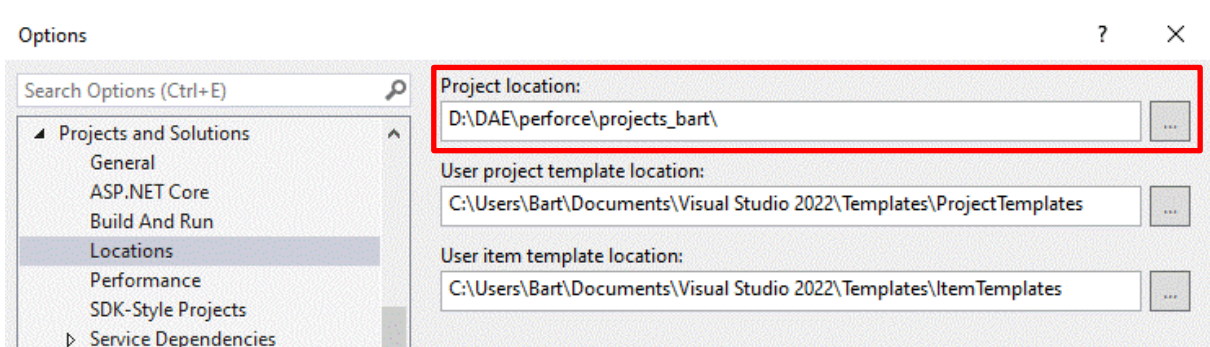 Options
?
Search Options (Ctrl+E)
Projects and Solutions
General
ASP.NET Core
Build And Run
Locations
Performance
SDK-Style Projects
Service Dependencies
Project location:
D:\DAE\perforce\projects_bart\
...
User project template location:
C:\Users\Bart\Documents\Visual Studio 2022\Templates\ProjectTemplates
...
User item template location:
C:\Users\Bart\Documents\Visual Studio 2022\Templates\ItemTemplates
...